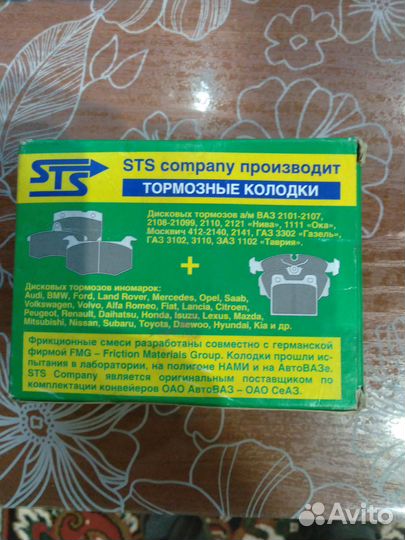 STS
STS company производит
ТОРМОЗНЫЕ КОЛОДКИ
Дисковых тормозов а/м ВАЗ 2101-2107,
2108-21099, 2110, 2121 «Нива», 1111 «Ока»,
Москвич 412-2140, 2141, ГАЗ 3302 «Газель»,
ГАЗ 3102, 3110, ЗАЗ 1102 «Таврия».
+
Дисковых тормозов иномарок:
Audi, BMW, Ford, Land Rover, Mercedes, Opel, Saab,
Volkswagen, Volvo, Alfa Romeo, Fiat, Lancia, Citroen,
Peugeot, Renault, Daihatsu, Honda, Isuzu, Lexus, Mazda,
Mitsubishi, Nissan, Subaru, Toyota, Daewoo, Hyundai, Kia и др.
Фрикционные смеси разработаны совместно с германской
фирмой FMG – Friction Materials Group. Колодки прошли ис-
пытания в лаборатории, на полигоне НАМИ и на АвтоВАЗе.
STS Company является оригинальным поставщиком по
комплектации конвейеров ОАО АвтоВАЗ – ОАО СеАЗ.
Avito